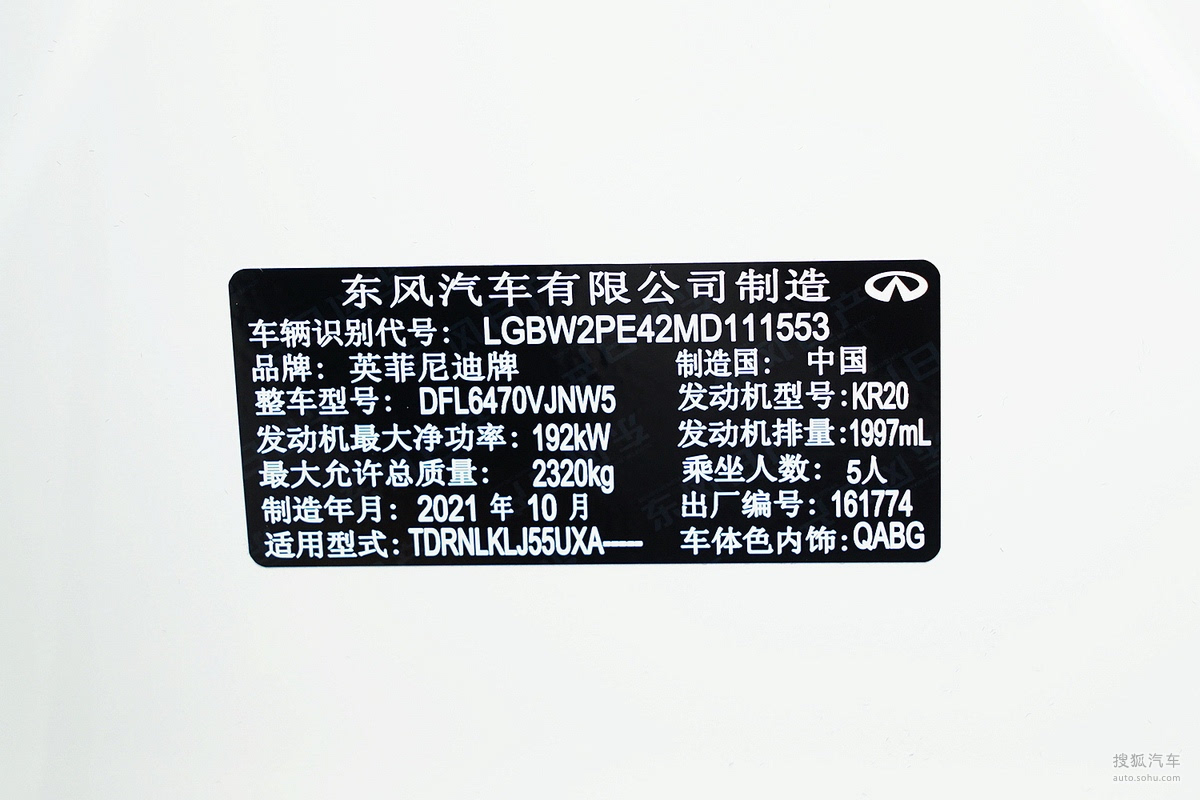 东风汽车有限公司制造
车辆识别代号： LGBW2PE42MD111553
品牌： 英菲尼迪牌 制造国： 中国
整车型号： DFL6470VJNW5 发动机型号:KR20
发动机最大净功率: 192kW 发动机排量:1997mL
最大允许总质量: 2320kg 乘坐人数: 5人
制造年月: 2021 年 10 月 出厂编号: 161774
适用型式:TDRNLKLJ55UXA----- 车体色内饰:QABG
搜狐汽车
auto.sohu.com